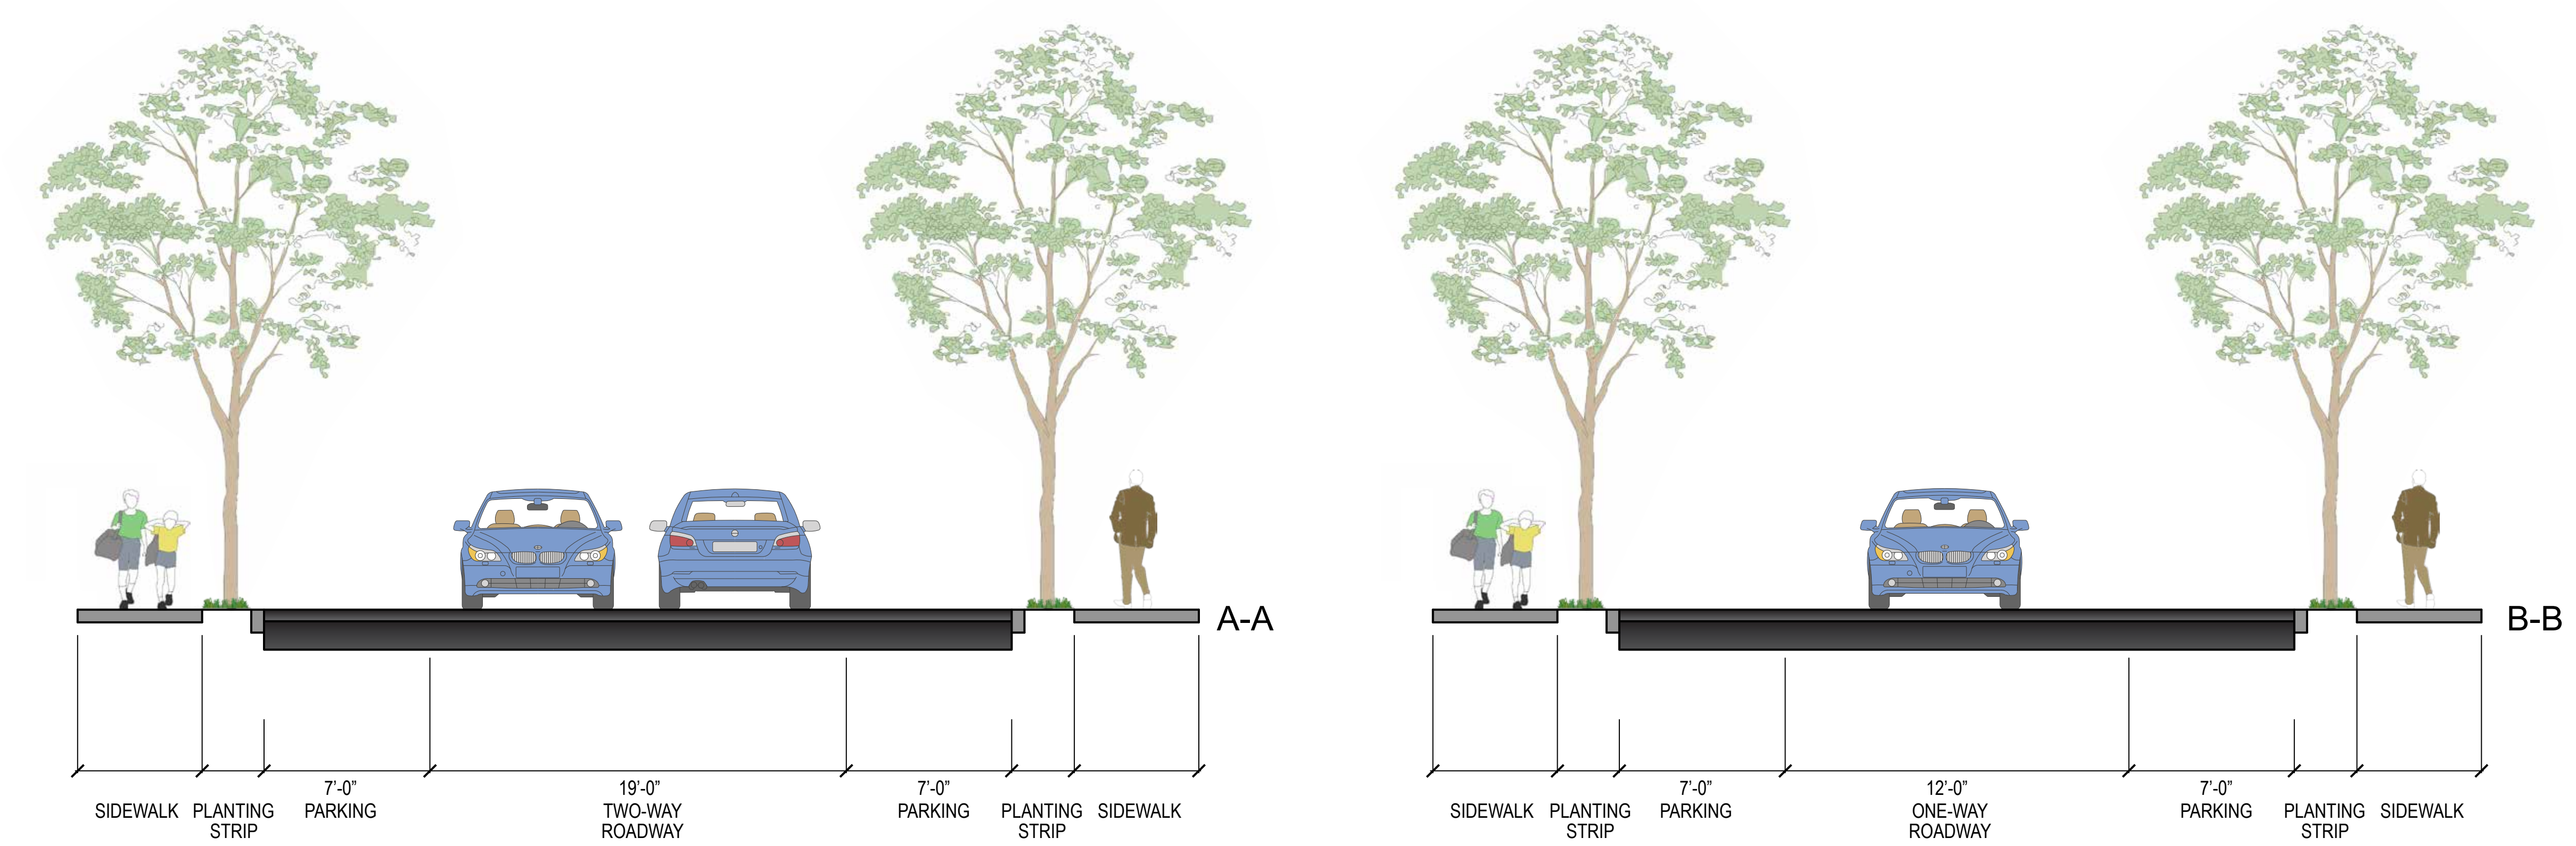 A-A
7’-0”
19’-0”
7’-0”
SIDEWALK
PLANTING
STRIP
PARKING
TWO-WAY
ROADWAY
PARKING
PLANTING
STRIP
SIDEWALK
B-B
7’-0”
12’-0”
7’-0”
SIDEWALK
PLANTING
STRIP
PARKING
ONE-WAY
ROADWAY
PARKING
PLANTING
STRIP
SIDEWALK